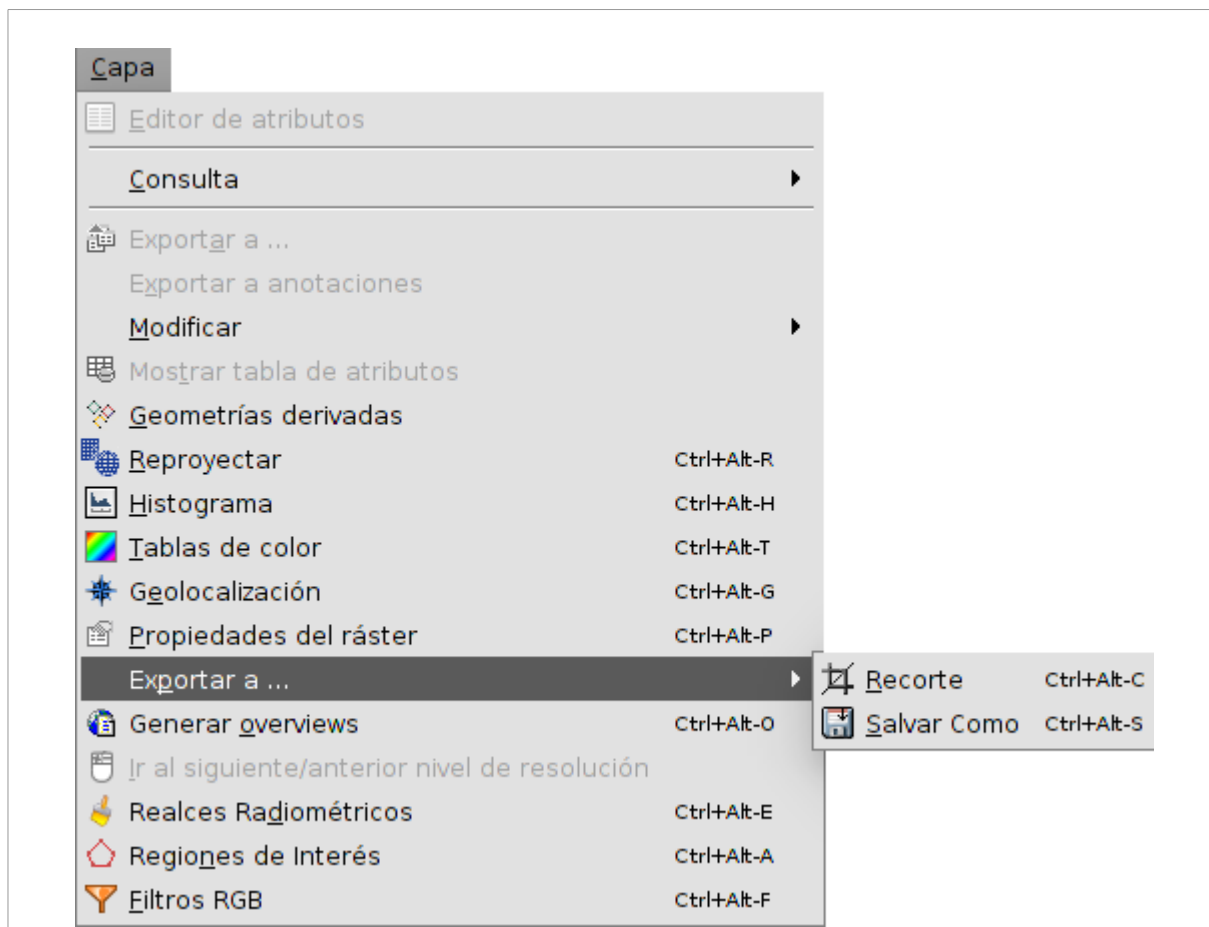 Capa
Editor de atributos
Consulta
Exportar a ...
Exportar a anotaciones
Modificar
Mostrar tabla de atributos
Geometrías derivadas
Reproyectar Ctrl+Alt-R
Histograma Ctrl+Alt-H
Tablas de color Ctrl+Alt-T
Geolocalización Ctrl+Alt-G
Propiedades del ráster Ctrl+Alt-P
Exportar a ... Recorte Ctrl+Alt-C
Generar overviews Ctrl+Alt-O Salvar Como Ctrl+Alt-S
Ir al siguiente/anterior nivel de resolución
Realces Radiométricos Ctrl+Alt-E
Regiones de Interés Ctrl+Alt-A
Filtros RGB Ctrl+Alt-F